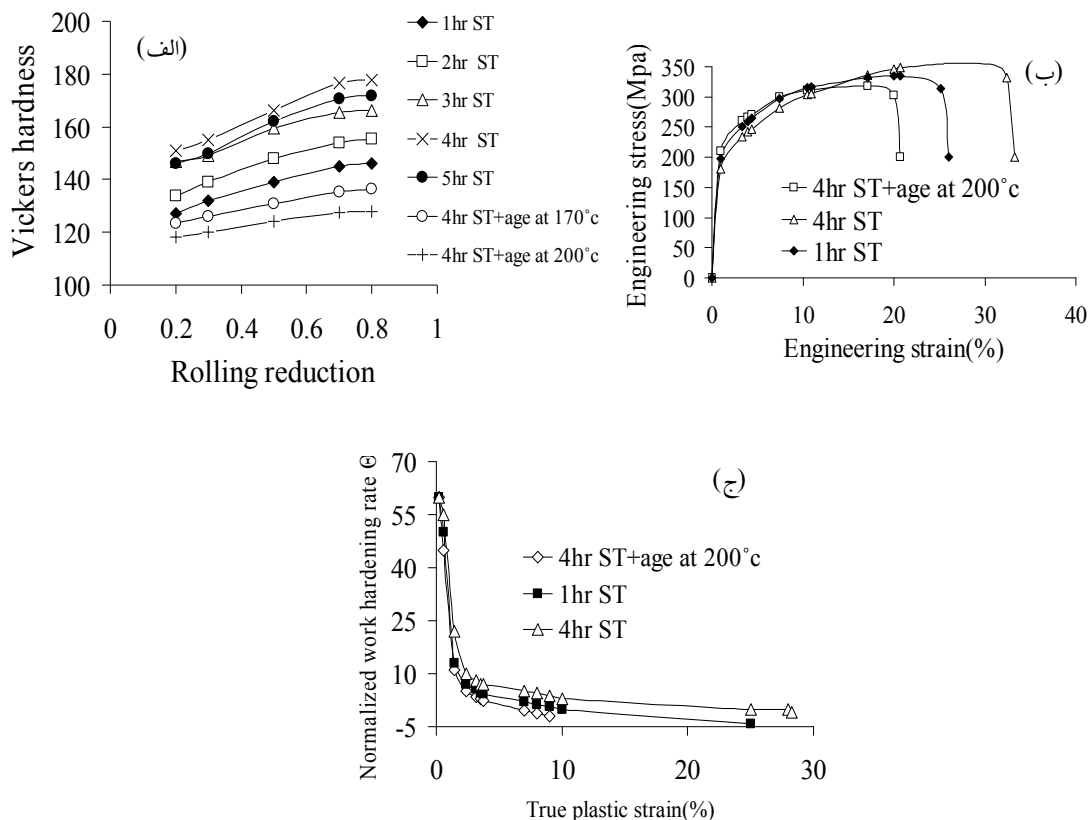 (الف)
Vickers hardness
200
180
160
140
120
100
0
0.2
0.4
0.6
0.8
1
Rolling reduction
1hr ST
2hr ST
3hr ST
4hr ST
5hr ST
4hr ST+age at 170˚c
4hr ST+age at 200˚c
(ب)
Engineering stress(Mpa)
350
300
250
200
150
100
50
0
0
10
20
30
40
Engineering strain(%)
4hr ST+age at 200˚c
4hr ST
1hr ST
(ج)
Normalized work hardening rate Θ
70
55
40
25
10
-5
0
10
20
30
True plastic strain(%)
4hr ST+age at 200˚c
1hr ST
4hr ST